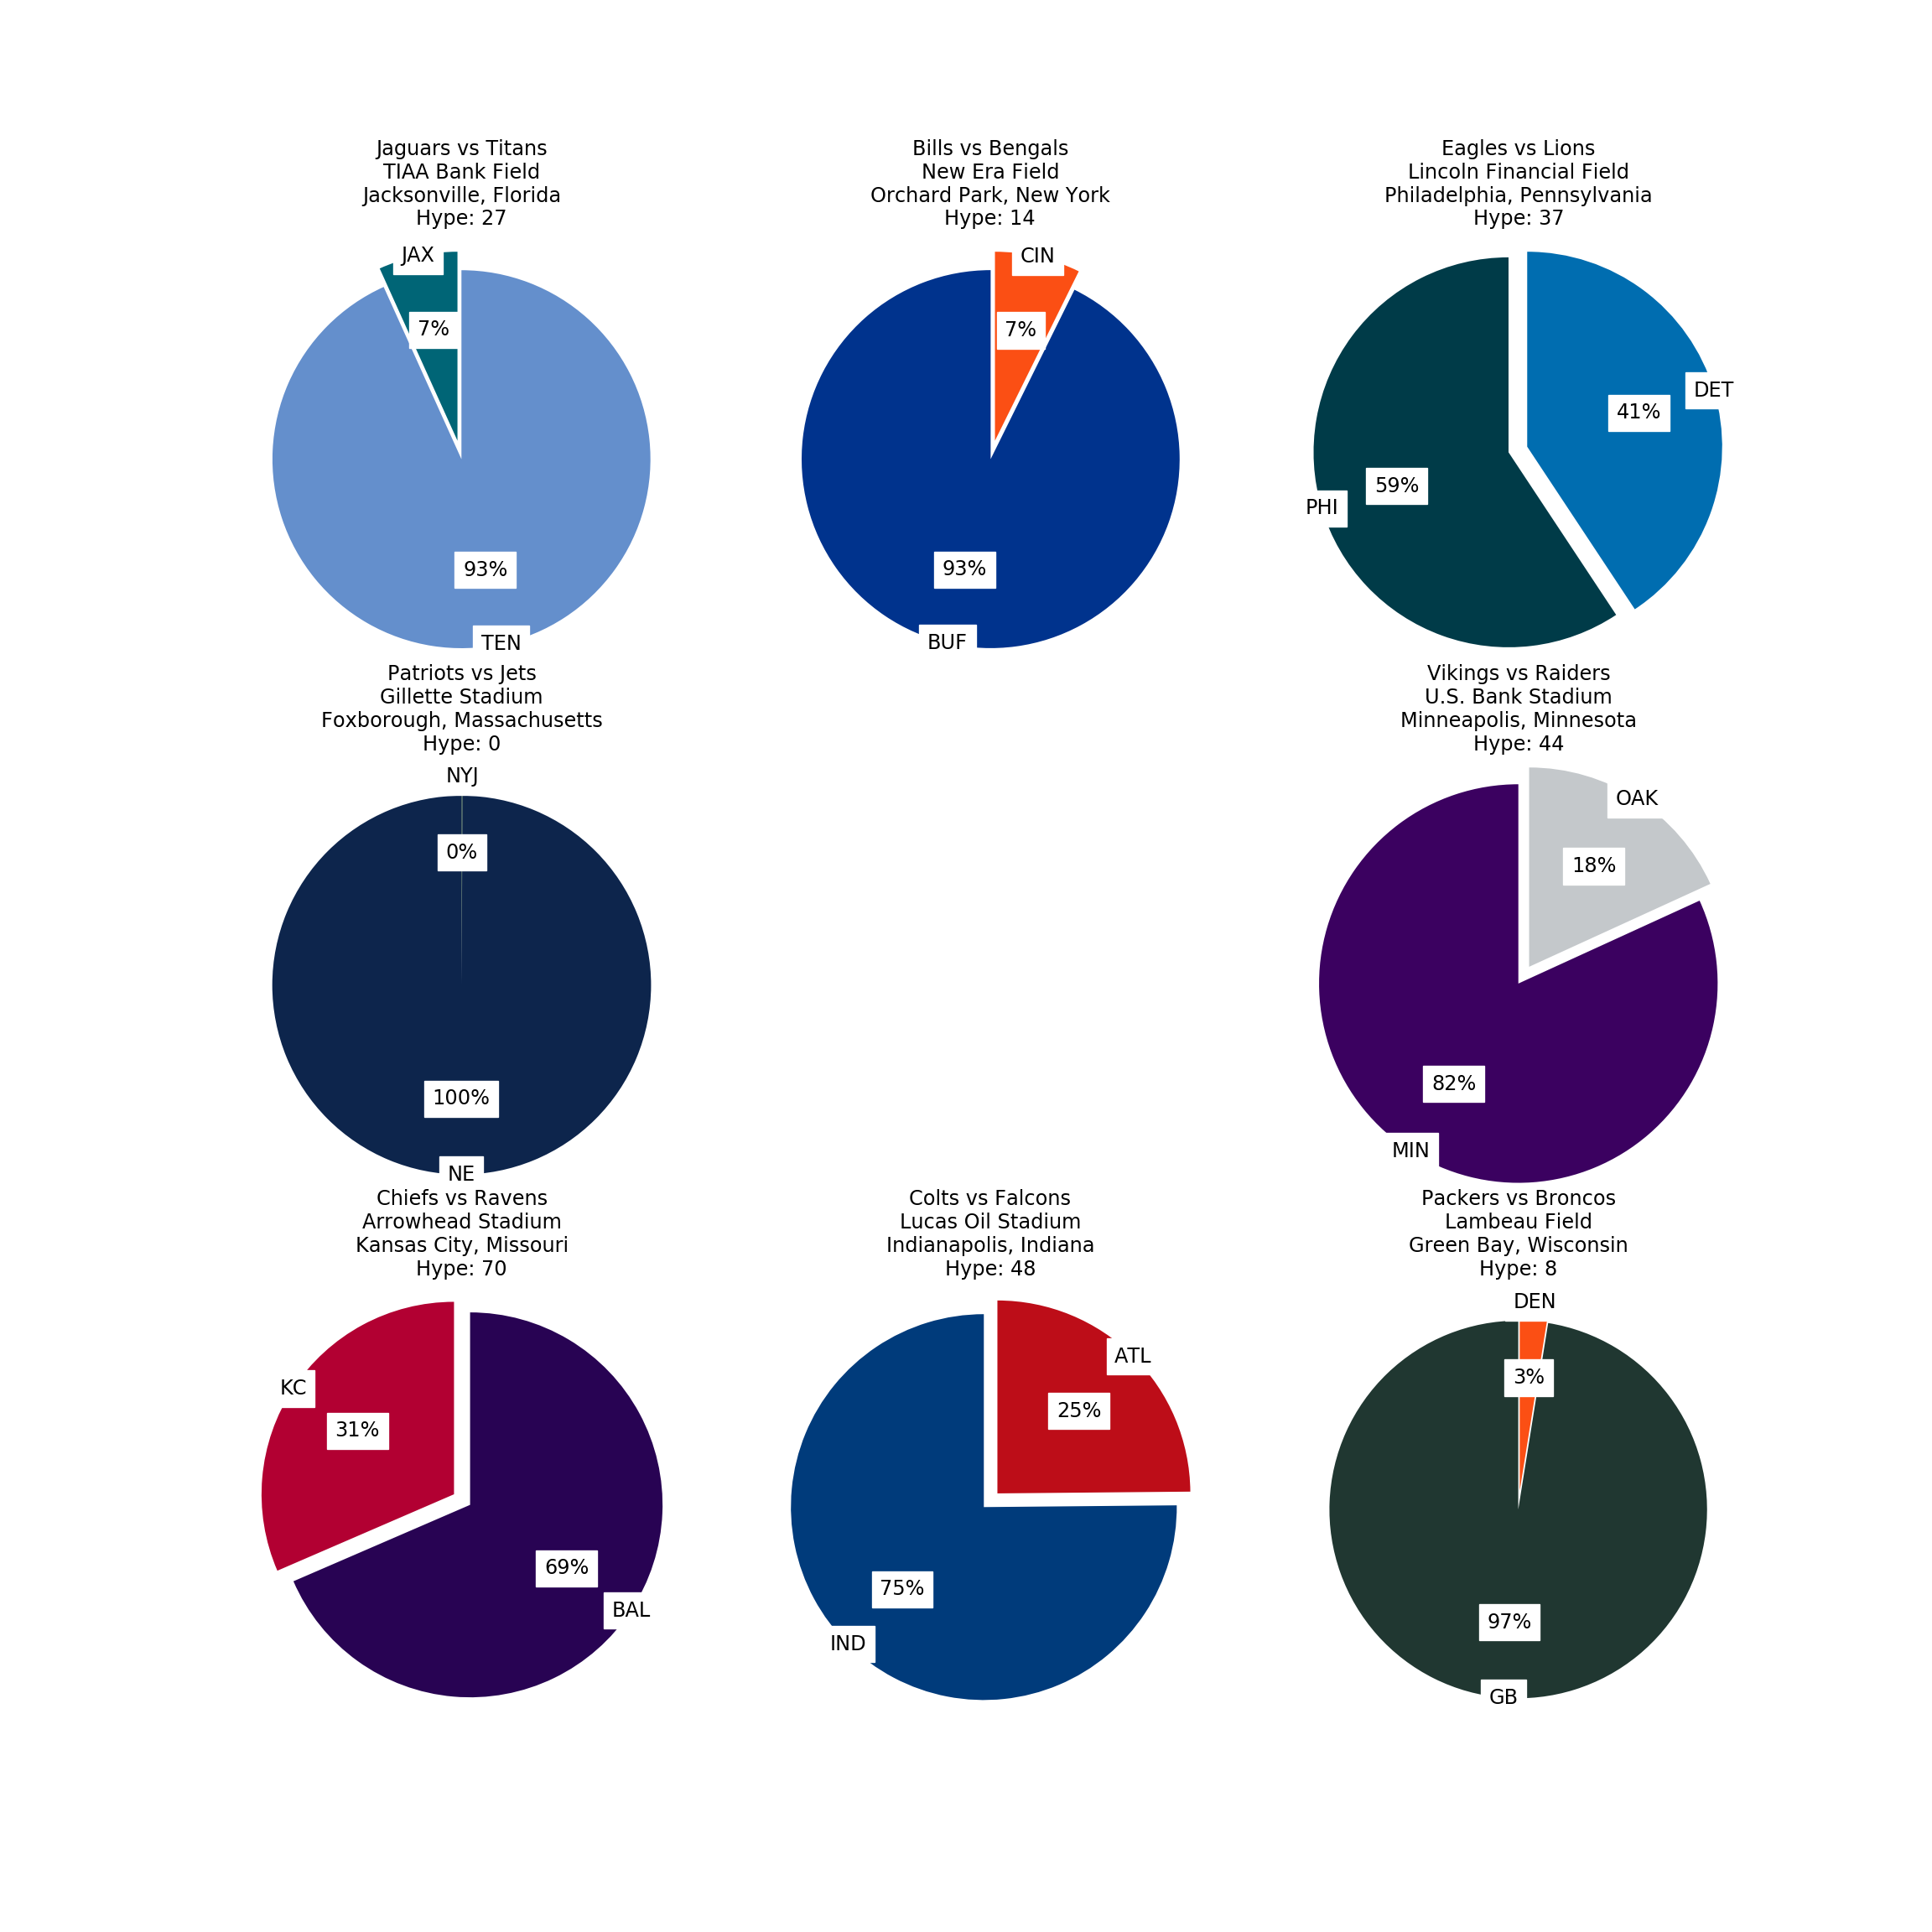 Jaguars vs Titans
TIAA Bank Field
Jacksonville, Florida
Hype: 27
JAX
7%
93%
TEN
Bills vs Bengals
New Era Field
Orchard Park, New York
Hype: 14
CIN
7%
93%
BUF
Eagles vs Lions
Lincoln Financial Field
Philadelphia, Pennsylvania
Hype: 37
DET
41%
59%
PHI
Patriots vs Jets
Gillette Stadium
Foxborough, Massachusetts
Hype: 0
NYJ
0%
100%
NE
Vikings vs Raiders
U.S. Bank Stadium
Minneapolis, Minnesota
Hype: 44
OAK
18%
82%
MIN
Chiefs vs Ravens
Arrowhead Stadium
Kansas City, Missouri
Hype: 70
KC
31%
69%
BAL
Colts vs Falcons
Lucas Oil Stadium
Indianapolis, Indiana
Hype: 48
ATL
25%
75%
IND
Packers vs Broncos
Lambeau Field
Green Bay, Wisconsin
Hype: 8
DEN
3%
97%
GB